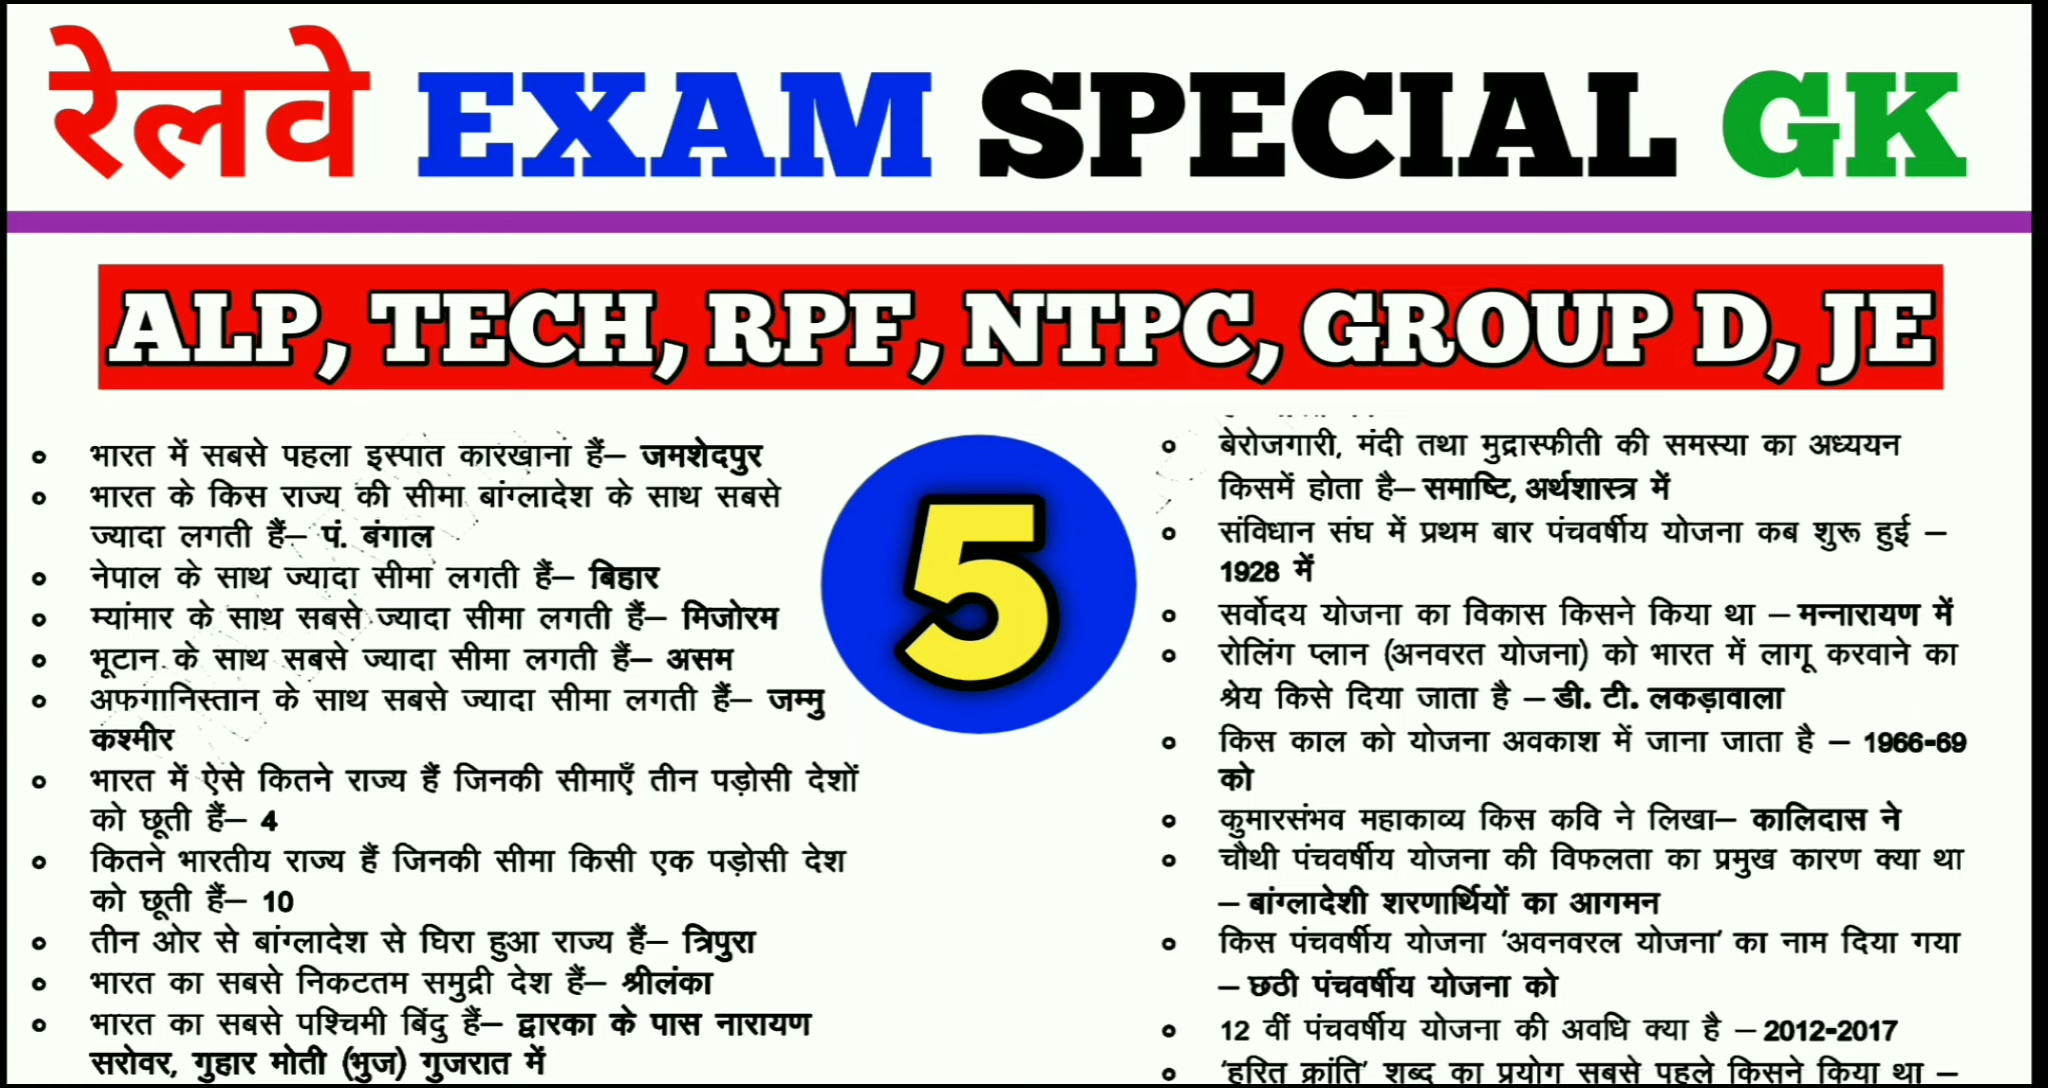 रेलवे EXAM SPECIAL GK
ALP, TECH, RPF, NTPC, GROUP D, JE
भारत में सबसे पहला इस्पात कारखाना हैं– जमशेदपुर
भारत के किस राज्य की सीमा बांग्लादेश के साथ सबसे
ज्यादा लगती हैं– पं. बंगाल
नेपाल के साथ ज्यादा सीमा लगती हैं– बिहार
म्यांमार के साथ सबसे ज्यादा सीमा लगती हैं– मिजोरम
भूटान के साथ सबसे ज्यादा सीमा लगती हैं– असम
अफगानिस्तान के साथ सबसे ज्यादा सीमा लगती हैं– जम्मु
कश्मीर
भारत में ऐसे कितने राज्य हैं जिनकी सीमाएँ तीन पड़ोसी देशों
को छूती हैं– 4
कितने भारतीय राज्य हैं जिनकी सीमा किसी एक पड़ोसी देश
को छूती हैं– 10
तीन ओर से बांग्लादेश से घिरा हुआ राज्य हैं– त्रिपुरा
भारत का सबसे निकटतम समुद्री देश हैं– श्रीलंका
भारत का सबसे पश्चिमी बिंदु हैं– द्वारका के पास नारायण
सरोवर, गुहार मोती (भुज) गुजरात में
5
बेरोजगारी, मंदी तथा मुद्रास्फीती की समस्या का अध्ययन
किसमें होता है– समाष्टि, अर्थशास्त्र में
संविधान संघ में प्रथम बार पंचवर्षीय योजना कब शुरू हुई –
1928 में
सर्वोदय योजना का विकास किसने किया था – मन्नारायण में
रोलिंग प्लान (अनवरत योजना) को भारत में लागू करवाने का
श्रेय किसे दिया जाता है – डी. टी. लकड़ावाला
किस काल को योजना अवकाश में जाना जाता है – 1966-69
को
कुमारसंभव महाकाव्य किस कवि ने लिखा– कालिदास ने
चौथी पंचवर्षीय योजना की विफलता का प्रमुख कारण क्या था
– बांग्लादेशी शरणार्थियों का आगमन
किस पंचवर्षीय योजना ‘अवनवरल योजना’ का नाम दिया गया
– छठी पंचवर्षीय योजना को
12 वीं पंचवर्षीय योजना की अवधि क्या है – 2012-2017
‘हरित क्रांति’ शब्द का प्रयोग सबसे पहले किसने किया था –